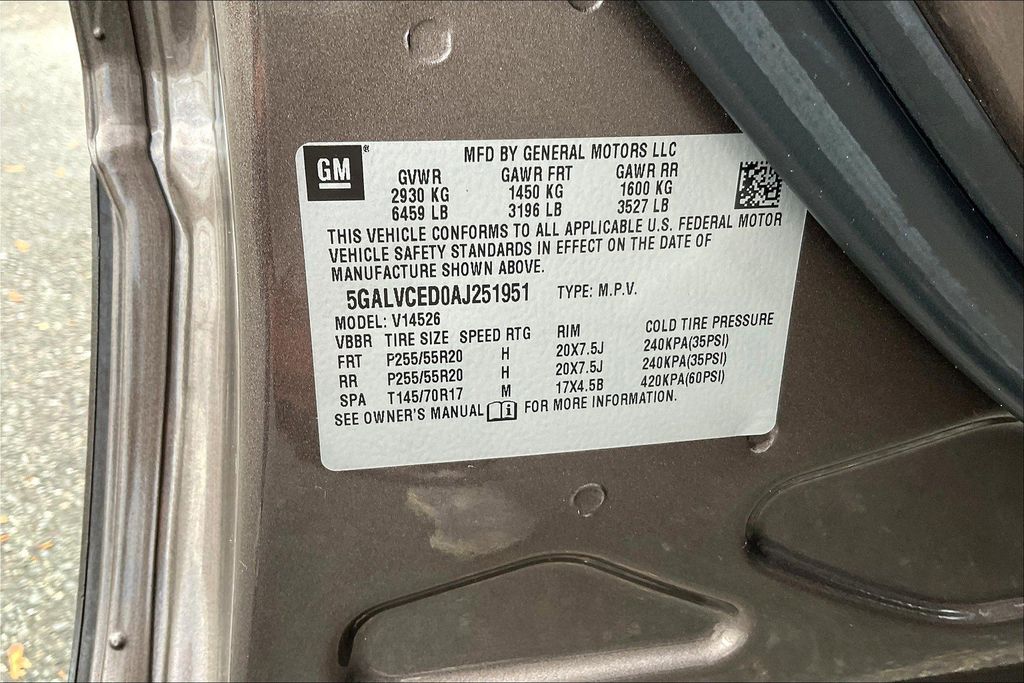 GM
MFD BY GENERAL MOTORS LLC
GVWR GAWR FRT GAWR RR
2930 KG 1450 KG 1600 KG
6459 LB 3196 LB 3527 LB
THIS VEHICLE CONFORMS TO ALL APPLICABLE U.S. FEDERAL MOTOR
VEHICLE SAFETY STANDARDS IN EFFECT ON THE DATE OF
MANUFACTURE SHOWN ABOVE.
5GALVCED0AJ251951 TYPE: M.P.V.
MODEL: V14526
VBBR TIRE SIZE SPEED RTG RIM COLD TIRE PRESSURE
FRT P255/55R20 H 20X7.5J 240KPA(35PSI)
RR P255/55R20 H 20X7.5J 240KPA(35PSI)
SPA T145/70R17 M 17X4.5B 420KPA(60PSI)
SEE OWNER'S MANUAL FOR MORE INFORMATION.